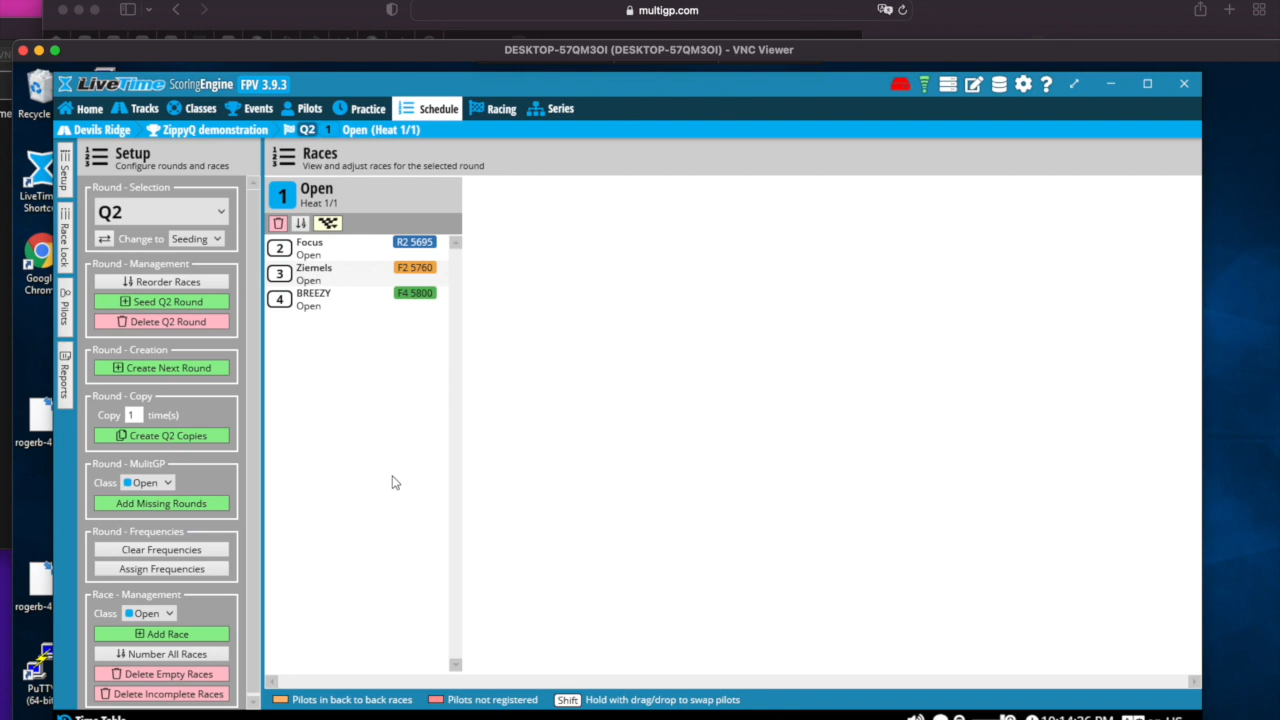 multigp.com
DESKTOP-57QM3OI (DESKTOP-57QM3OI) - VNC Viewer
LiveTime ScoringEngine FPV 3.9.3
Home Tracks Classes Events Pilots Practice Schedule Racing Series
Devils Ridge ZippyQ demonstration Q2 1 Open (Heat 1/1)
Recycle
LiveTime
Shortc
Google
Chrom
rogerb-4
rogerb-4
PuTTY
(64-bit)
Setup
Race Lock
Pilots
Reports
Setup
Configure rounds and races
Round - Selection
Q2
Change to Seeding
Round - Management
Reorder Races
Seed Q2 Round
Delete Q2 Round
Round - Creation
Create Next Round
Round - Copy
Copy 1 time(s)
Create Q2 Copies
Round - MulitGP
Class Open
Add Missing Rounds
Round - Frequencies
Clear Frequencies
Assign Frequencies
Race - Management
Class Open
Add Race
Number All Races
Delete Empty Races
Delete Incomplete Races
Races
View and adjust races for the selected round
1 Open
Heat 1/1
2 Focus R2 5695
Open
3 Ziemels F2 5760
Open
4 BREEZY F4 5800
Open
Pilots in back to back races Pilots not registered Shift Hold with drag/drop to swap pilots
Time Table